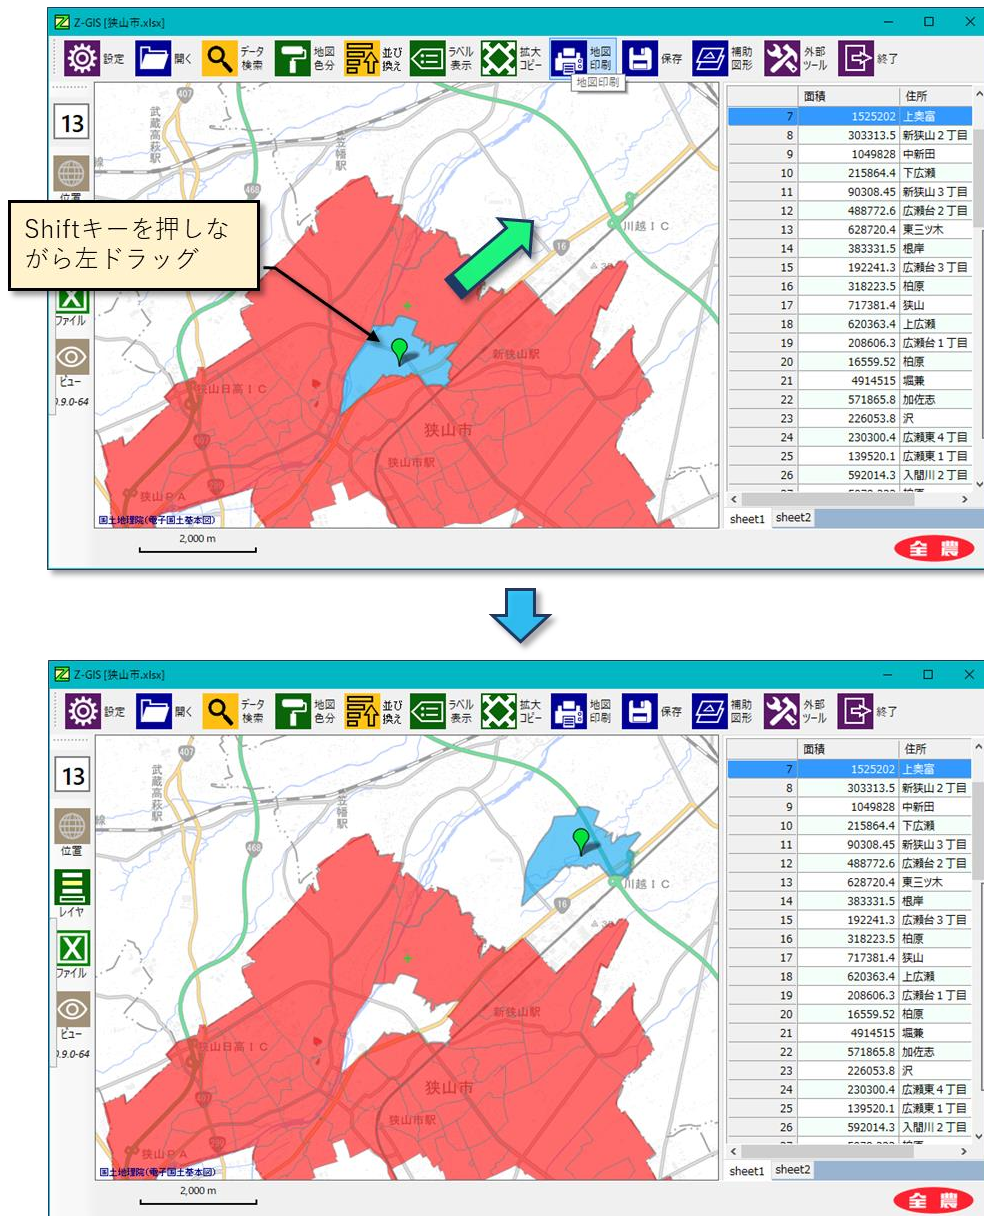 Z-GIS [狭山市.xlsx]
設定 開く データ検索 地図色分 並び換え ラベル表示 拡大コピー 地図印刷 保存 補助図形 外部ツール 終了
地図印刷
13
位置
Shiftキーを押しな
がら左ドラッグ
ファイル
ビュー
.9.0-64
407
武蔵高萩駅
線
笠幡駅
468
川越ＩＣ
16
新狭山駅
狭山日高ＩＣ
狭山市
407
狭山市駅
299
狭山ＰＡ
国土地理院(電子国土基本図)
2,000 m
面積 住所
7 1525202 上奥富
8 303313.5 新狭山２丁目
9 1049828 中新田
10 215864.4 下広瀬
11 90308.45 新狭山３丁目
12 488772.6 広瀬台２丁目
13 628720.4 東三ツ木
14 383331.5 根岸
15 192241.3 広瀬台３丁目
16 318223.5 柏原
17 717381.4 狭山
18 620363.4 上広瀬
19 208606.3 広瀬台１丁目
20 16559.52 柏原
21 4914515 堀兼
22 571865.8 加佐志
23 226053.8 沢
24 230300.4 広瀬東４丁目
25 139520.1 広瀬東１丁目
26 592014.3 入間川２丁目
sheet1 sheet2
全農
Z-GIS [狭山市.xlsx]
設定 開く データ検索 地図色分 並び換え ラベル表示 拡大コピー 地図印刷 保存 補助図形 外部ツール 終了
13
位置
レイヤ
ファイル
ビュー
.9.0-64
407
武蔵高萩駅
線
笠幡駅
468
川越ＩＣ
16
新狭山駅
狭山日高ＩＣ
狭山市
407
狭山市駅
299
狭山ＰＡ
国土地理院(電子国土基本図)
2,000 m
面積 住所
7 1525202 上奥富
8 303313.5 新狭山２丁目
9 1049828 中新田
10 215864.4 下広瀬
11 90308.45 新狭山３丁目
12 488772.6 広瀬台２丁目
13 628720.4 東三ツ木
14 383331.5 根岸
15 192241.3 広瀬台３丁目
16 318223.5 柏原
17 717381.4 狭山
18 620363.4 上広瀬
19 208606.3 広瀬台１丁目
20 16559.52 柏原
21 4914515 堀兼
22 571865.8 加佐志
23 226053.8 沢
24 230300.4 広瀬東４丁目
25 139520.1 広瀬東１丁目
26 592014.3 入間川２丁目
sheet1 sheet2
全農